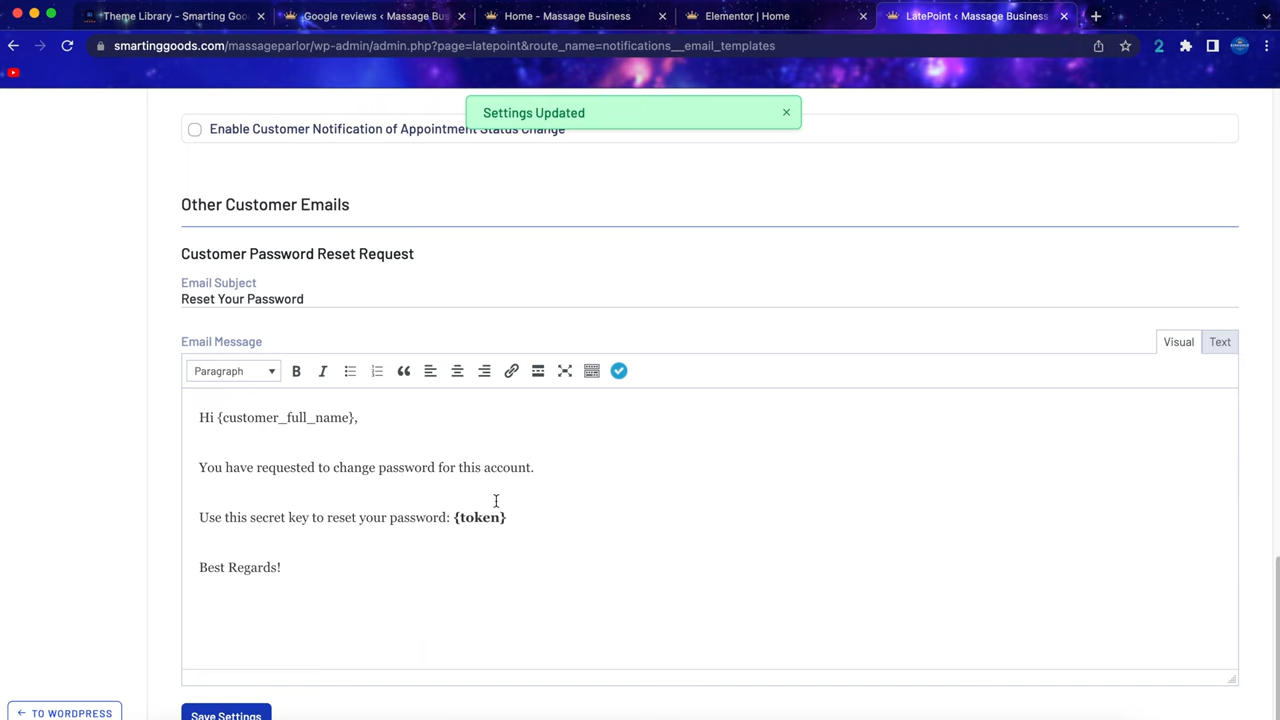 Theme Library - Smarting Goo
Google reviews ‹ Massage Bus
Home - Massage Business
Elementor | Home
LatePoint ‹ Massage Business
smartinggoods.com/massageparlor/wp-admin/admin.php?page=latepoint&route_name=notifications__email_templates
2
Settings Updated
Enable Customer Notification of Appointment Status Change
Other Customer Emails
Customer Password Reset Request
Email Subject
Reset Your Password
Email Message
Visual
Text
Paragraph
Hi {customer_full_name},
You have requested to change password for this account.
Use this secret key to reset your password: {token}
Best Regards!
← TO WORDPRESS
Save Settings